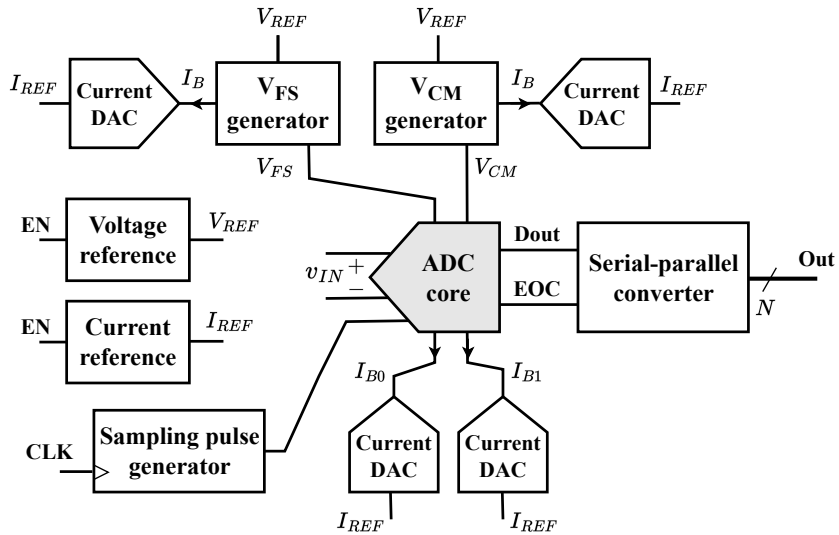 V_REF
V_REF
I_REF
Current
DAC
I_B
V_FS
generator
V_CM
generator
I_B
Current
DAC
I_REF
V_FS
V_CM
EN
Voltage
reference
V_REF
v_IN
+
−
ADC
core
Dout
EOC
Serial-parallel
converter
Out
N
EN
Current
reference
I_REF
I_B0
I_B1
CLK
Sampling pulse
generator
Current
DAC
Current
DAC
I_REF
I_REF